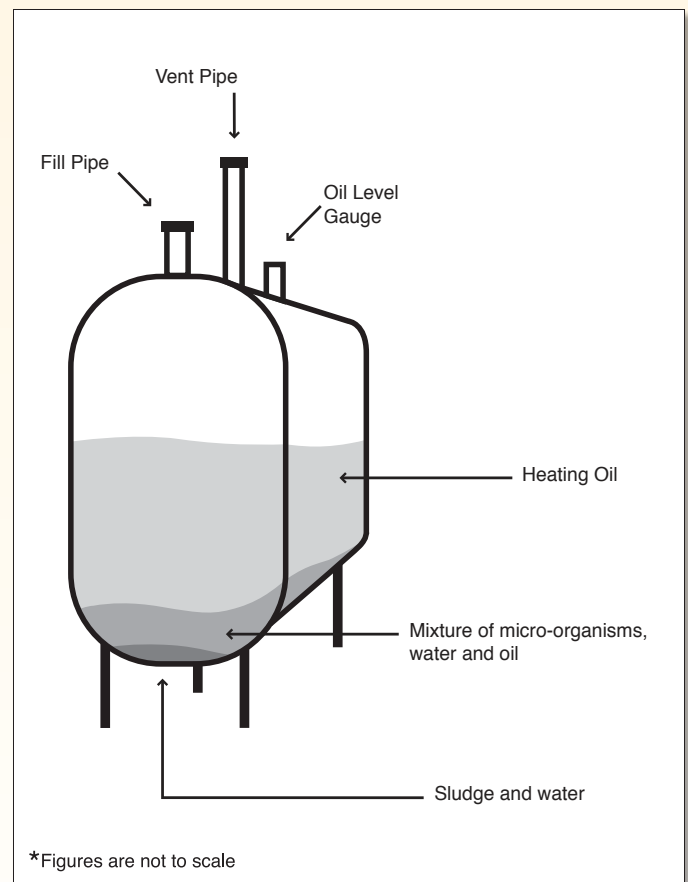 Vent Pipe
Fill Pipe
Oil Level
Gauge
Heating Oil
Mixture of micro-organisms,
water and oil
Sludge and water
*Figures are not to scale